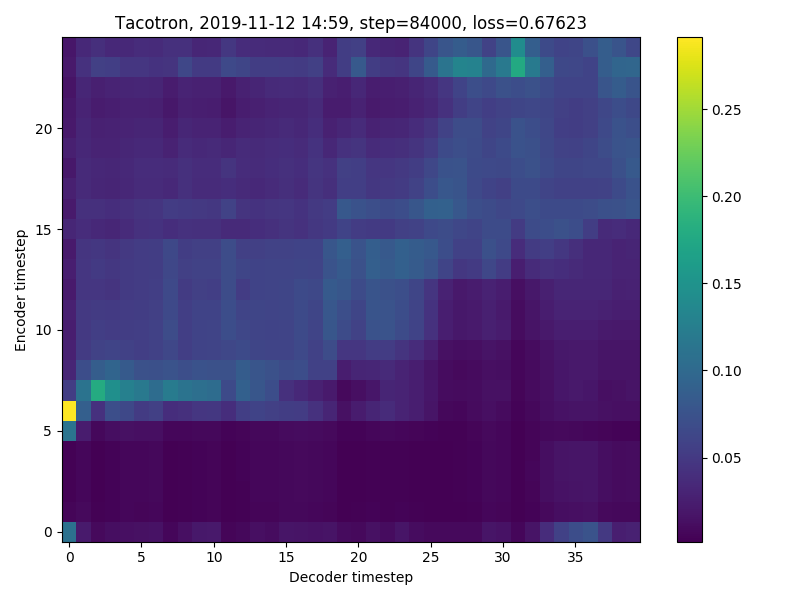 Tacotron, 2019-11-12 14:59, step=84000, loss=0.67623
Encoder timestep
20
15
10
5
0
0 5 10 15 20 25 30 35
Decoder timestep
0.25
0.20
0.15
0.10
0.05